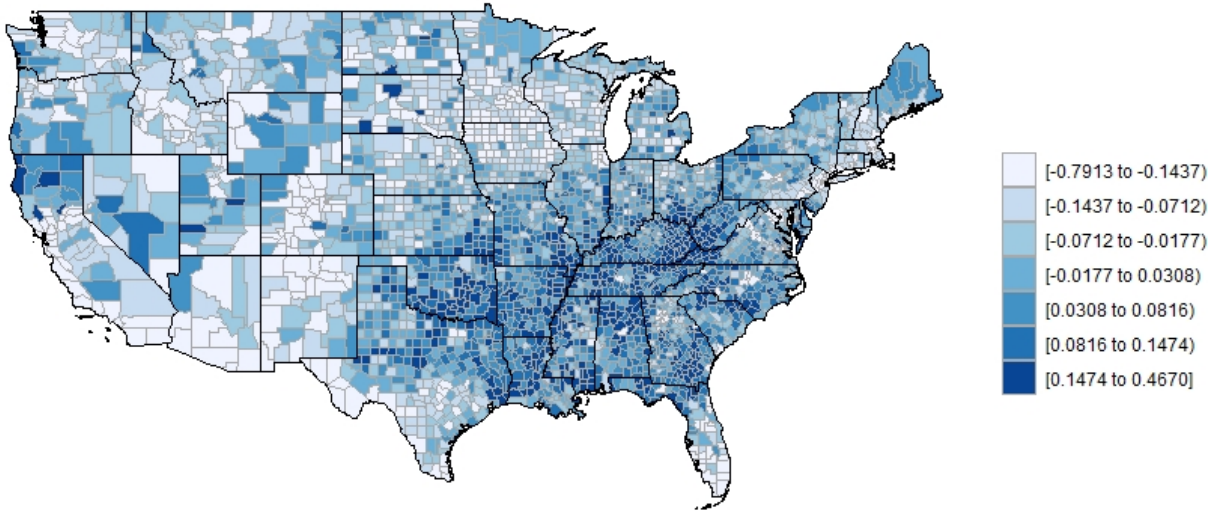 [-0.7913 to -0.1437)
[-0.1437 to -0.0712)
[-0.0712 to -0.0177)
[-0.0177 to 0.0308)
[0.0308 to 0.0816)
[0.0816 to 0.1474)
[0.1474 to 0.4670]